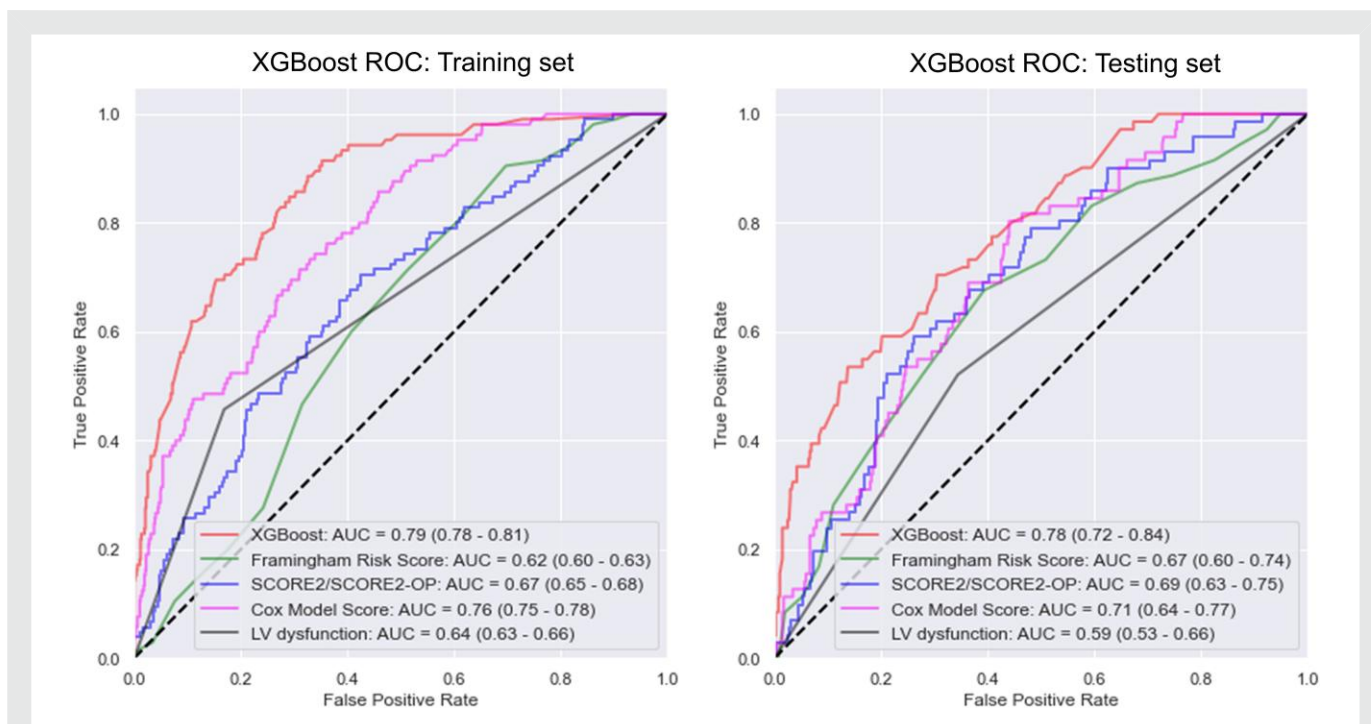 XGBoost ROC: Training set
1.0
0.8
0.6
0.4
0.2
0.0
True Positive Rate
XGBoost: AUC = 0.79 (0.78 - 0.81)
Framingham Risk Score: AUC = 0.62 (0.60 - 0.63)
SCORE2/SCORE2-OP: AUC = 0.67 (0.65 - 0.68)
Cox Model Score: AUC = 0.76 (0.75 - 0.78)
LV dysfunction: AUC = 0.64 (0.63 - 0.66)
0.0 0.2 0.4 0.6 0.8 1.0
False Positive Rate
XGBoost ROC: Testing set
1.0
0.8
0.6
0.4
0.2
0.0
True Positive Rate
XGBoost: AUC = 0.78 (0.72 - 0.84)
Framingham Risk Score: AUC = 0.67 (0.60 - 0.74)
SCORE2/SCORE2-OP: AUC = 0.69 (0.63 - 0.75)
Cox Model Score: AUC = 0.71 (0.64 - 0.77)
LV dysfunction: AUC = 0.59 (0.53 - 0.66)
0.0 0.2 0.4 0.6 0.8 1.0
False Positive Rate